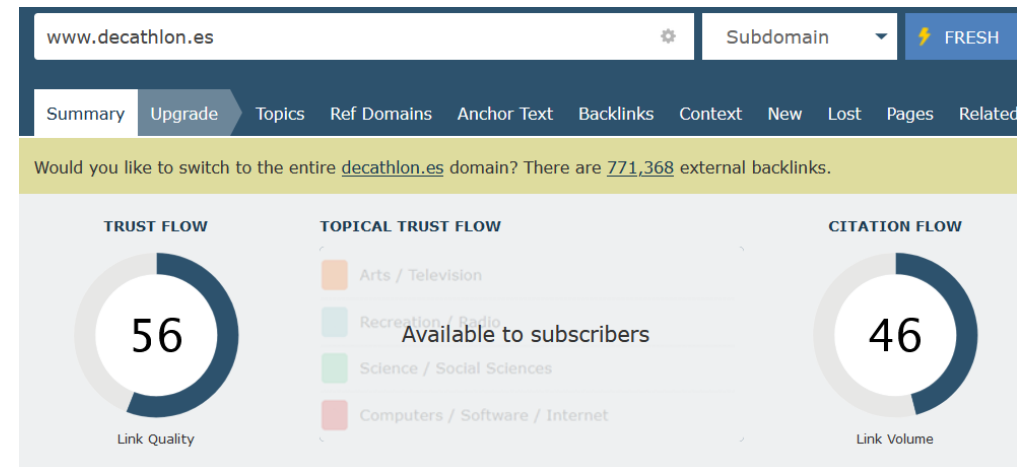 www.decathlon.es
Subdomain
FRESH
Summary Upgrade Topics Ref Domains Anchor Text Backlinks Context New Lost Pages Related
Would you like to switch to the entire decathlon.es domain? There are 771,368 external backlinks.
TRUST FLOW
56
Link Quality
TOPICAL TRUST FLOW
Arts / Television
Recreation / Radio
Available to subscribers
Science / Social Sciences
Computers / Software / Internet
CITATION FLOW
46
Link Volume